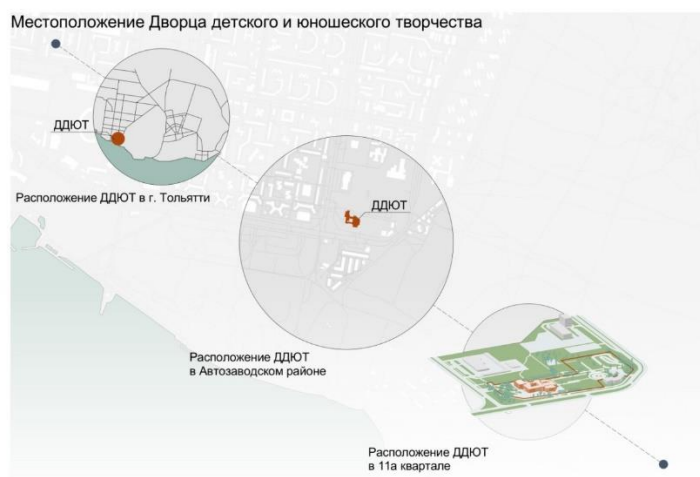 Местоположение Дворца детского и юношеского творчества
ДДЮТ
Расположение ДДЮТ в г. Тольятти
ДДЮТ
Расположение ДДЮТ
в Автозаводском районе
Расположение ДДЮТ
в 11а квартале